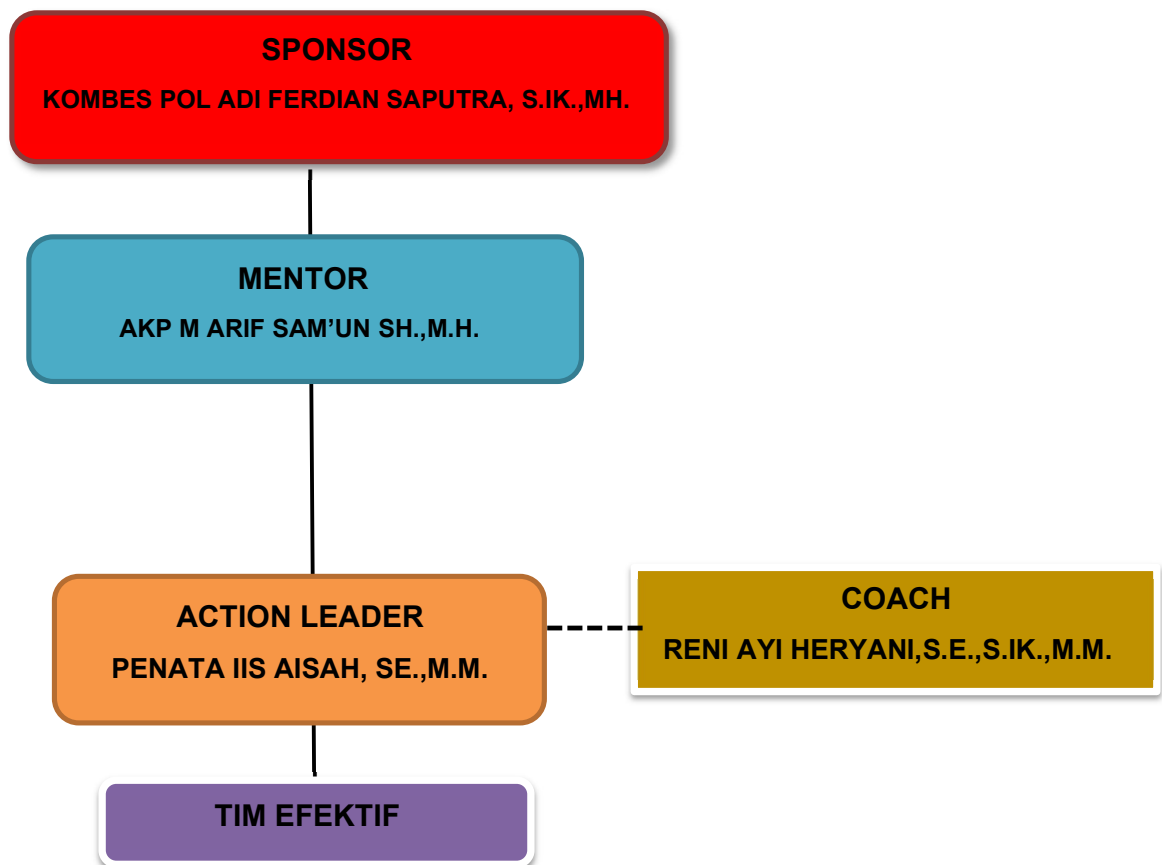 SPONSOR
KOMBES POL ADI FERDIAN SAPUTRA, S.IK.,MH.
MENTOR
AKP M ARIF SAM’UN SH.,M.H.
ACTION LEADER
PENATA IIS AISAH, SE.,M.M.
COACH
RENI AYI HERYANI,S.E.,S.IK.,M.M.
TIM EFEKTIF